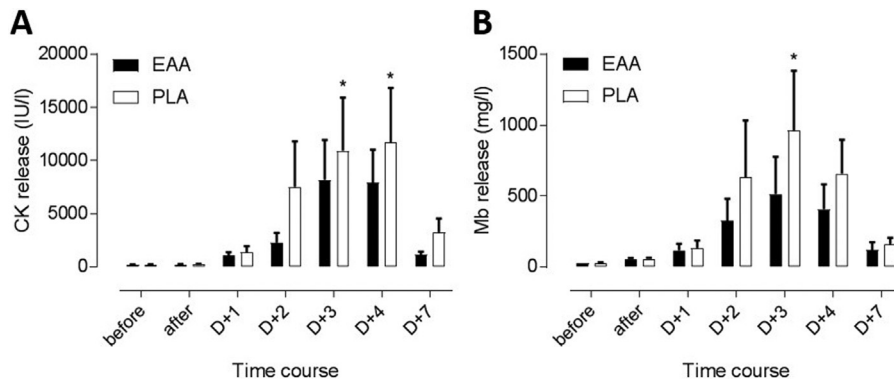 A
20000
15000
10000
5000
0
CK release (IU/l)
EAA
PLA
*
*
before
after
D+1
D+2
D+3
D+4
D+7
Time course
B
1500
1000
500
0
Mb release (mg/l)
EAA
PLA
*
before
after
D+1
D+2
D+3
D+4
D+7
Time course